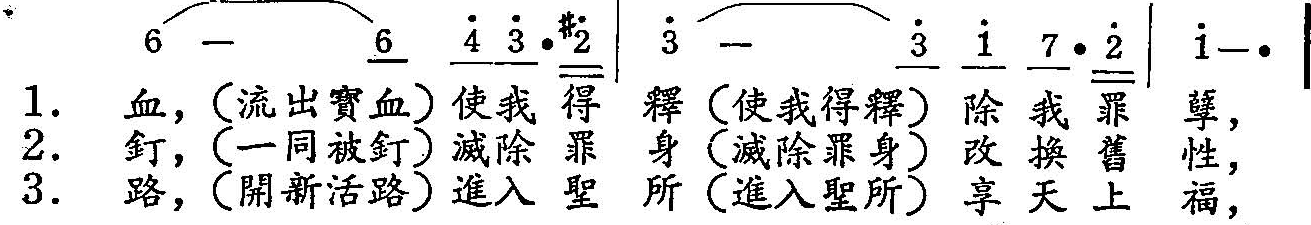 6 — 6 4̇ 3̇ • #2̇ | 3̇ — 3̇ 1̇ 7 • 2̇ | 1̇ — •
1. 血，（流出寶血）使我得釋（使我得釋）除我罪孽，
2. 釘，（一同被釘）滅除罪身（滅除罪身）改換舊性，
3. 路，（開新活路）進入聖所（進入聖所）享天上福，